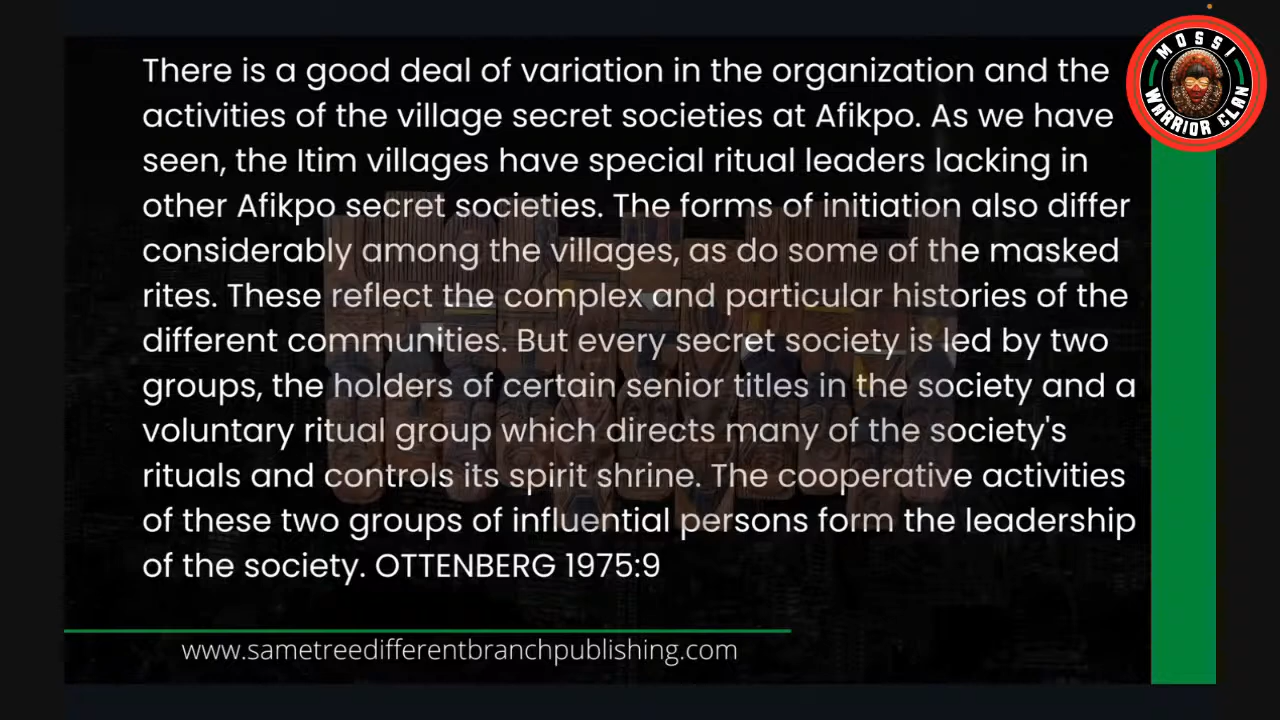 There is a good deal of variation in the organization and the
activities of the village secret societies at Afikpo. As we have
seen, the Itim villages have special ritual leaders lacking in
other Afikpo secret societies. The forms of initiation also differ
considerably among the villages, as do some of the masked
rites. These reflect the complex and particular histories of the
different communities. But every secret society is led by two
groups, the holders of certain senior titles in the society and a
voluntary ritual group which directs many of the society's
rituals and controls its spirit shrine. The cooperative activities
of these two groups of influential persons form the leadership
of the society. OTTENBERG 1975:9
www.sametreedifferentbranchpublishing.com
MOSSI
WARRIOR CLAN